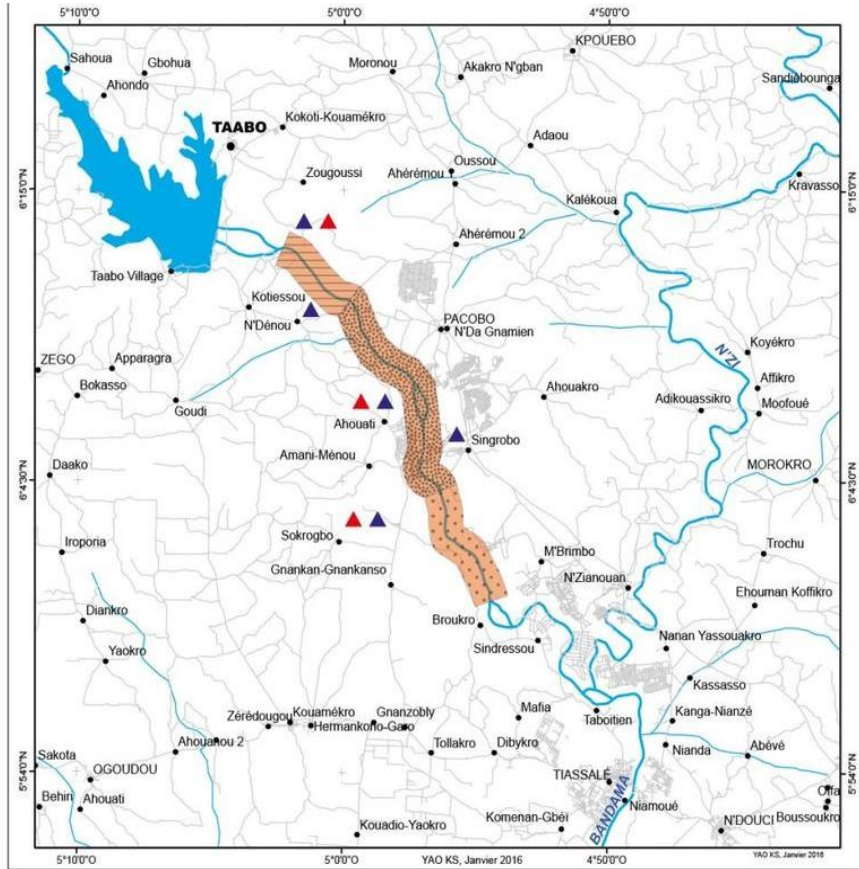 5°10'0"O 5°0'0"O 4°50'0"O
KPOUEBO
Sahoua
Gbohua
Moronou
Akakro N'gban
Sandiébounga
Ahondo
Kokoti-Kouamékro
TAABO
Adaou
Oussou
Zougoussi
Ahérémou
Kravasso
6°15'0"N 6°15'0"N
Kalékoua
Ahérémou 2
Taabo Village
Kotiessou
N'Dénou
PACOBO
N'Da Gnamien
N'ZI
Koyékro
ZEGO
Apparagra
Affikro
Bokasso
Goudi
Ahouakro
Adikouassikro
Moofoué
Ahouati
Singrobo
Amani-Ménou
MOROKRO
Daako
6°4'30"N 6°4'30"N
Sokrogbo
Iroporia
M'Brimbo
Trochu
Gnankan-Gnankanso
N'Zianouan
Ehouman Koffikro
Diankro
Broukro
Sindressou
Nanan Yassouakro
Yaokro
Kassasso
Zérédougou
Kouamékro
Gnanzobly
Mafia
Taboitien
Kanga-Nianzé
Hermankono-Garo
Ahouanou 2
Tollakro
Dibykro
Nianda
Abévé
Sakota
OGOUDOU
TIASSALÉ
5°54'0"N 5°54'0"N
Behiri
Ahouati
BANDAMA
Niamoué
Offa
Boussoukro
Kouadio-Yaokro
Komenan-Gbéi
N'DOUCI
YAO KS, Janvier 2016
YAO KS, Janvier 2016
5°10'0"O 5°0'0"O 4°50'0"O